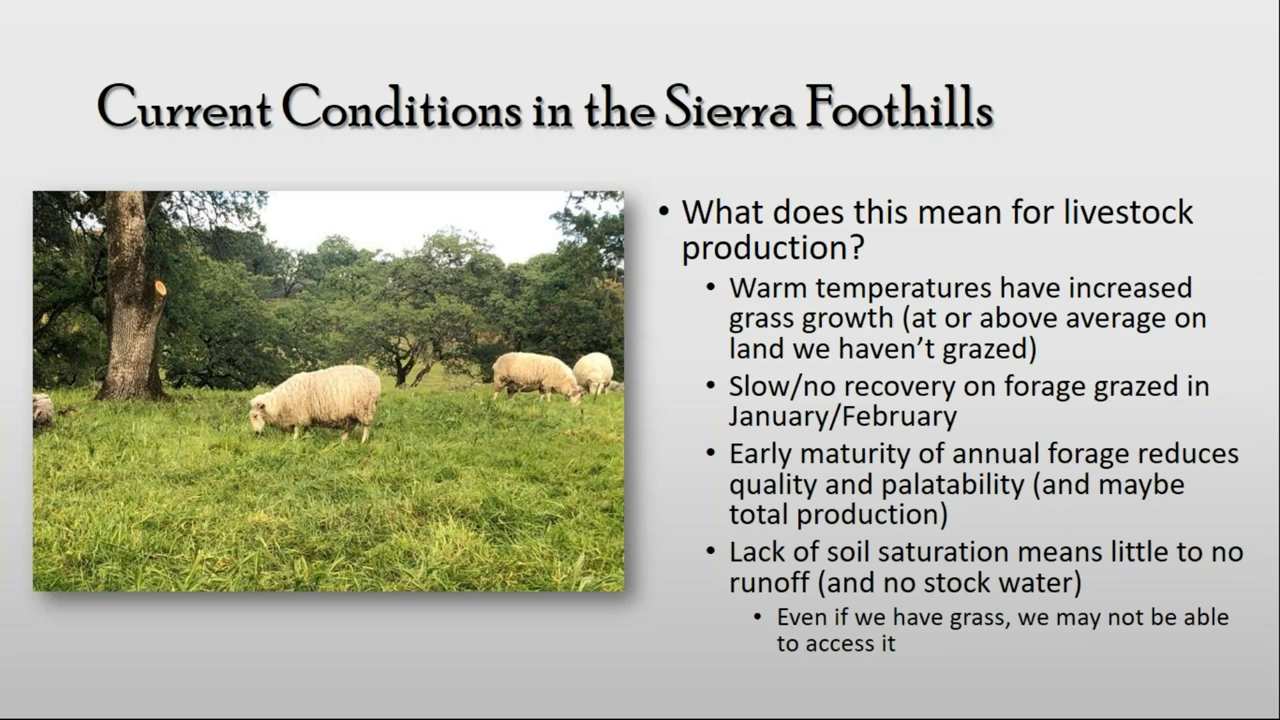 Current Conditions in the Sierra Foothills
• What does this mean for livestock
production?
• Warm temperatures have increased
grass growth (at or above average on
land we haven’t grazed)
• Slow/no recovery on forage grazed in
January/February
• Early maturity of annual forage reduces
quality and palatability (and maybe
total production)
• Lack of soil saturation means little to no
runoff (and no stock water)
• Even if we have grass, we may not be able
to access it